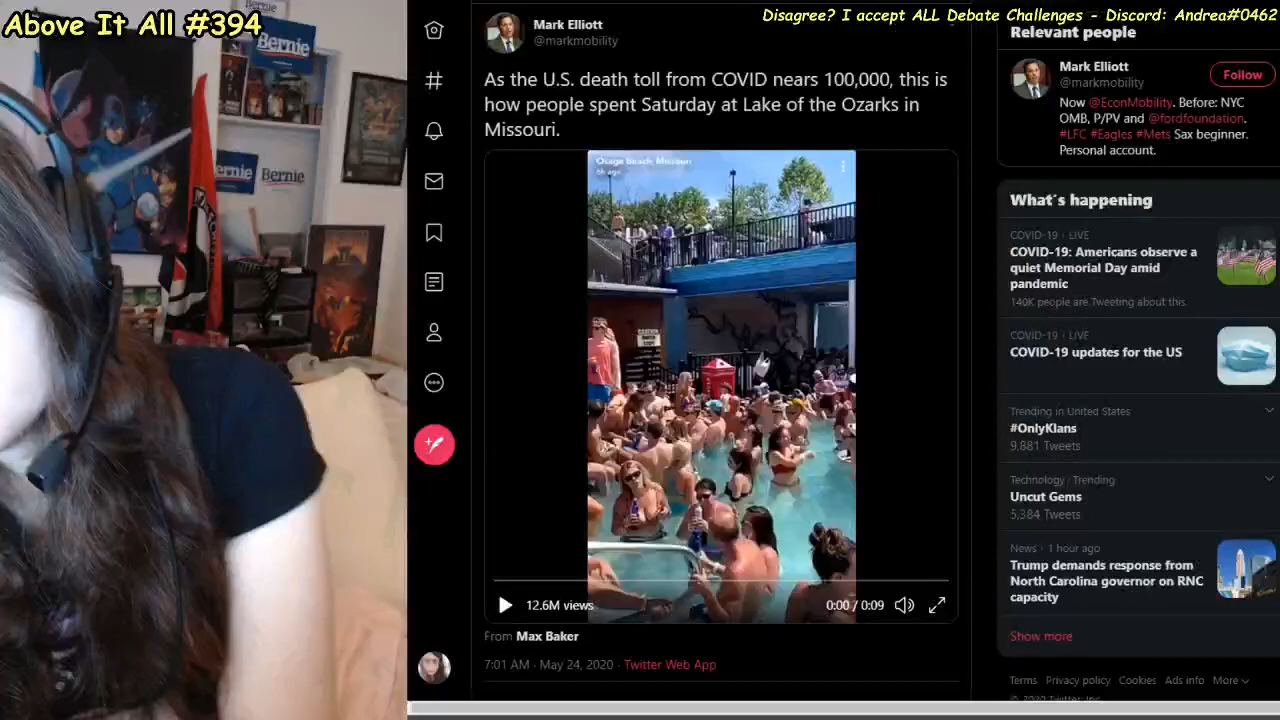 Above It All #394
Disagree? I accept ALL Debate Challenges - Discord: Andrea#0462
Bernie
Bernie
Bernie
Mark Elliott
@markmobility
As the U.S. death toll from COVID nears 100,000, this is
how people spent Saturday at Lake of the Ozarks in
Missouri.
Osage Beach, Missouri
6h ago
12.6M views
0:00 / 0:09
From Max Baker
7:01 AM · May 24, 2020 · Twitter Web App
Relevant people
Mark Elliott
@markmobility
Follow
Now @EconMobility. Before: NYC
OMB, P/PV and @fordfoundation.
#LFC #Eagles #Mets Sax beginner.
Personal account.
What's happening
COVID-19 · LIVE
COVID-19: Americans observe a
quiet Memorial Day amid
pandemic
140K people are Tweeting about this
COVID-19 · LIVE
COVID-19 updates for the US
Trending in United States
#OnlyKlans
9,881 Tweets
Technology · Trending
Uncut Gems
5,384 Tweets
News · 1 hour ago
Trump demands response from
North Carolina governor on RNC
capacity
Show more
Terms Privacy policy Cookies Ads info More
© 2020 Twitter, Inc.